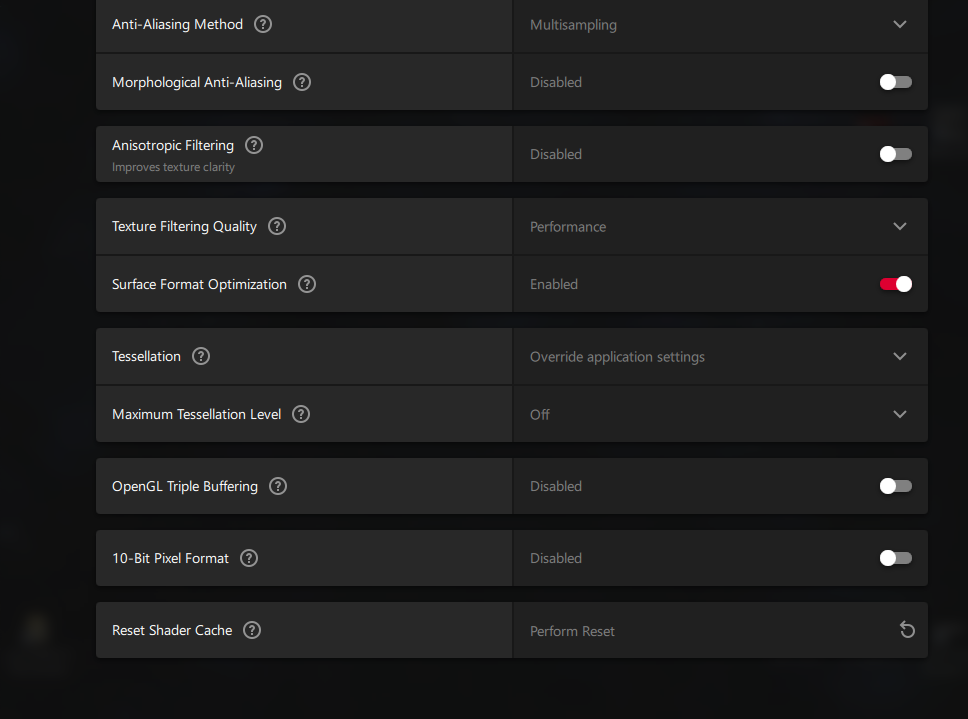 Anti-Aliasing Method
Multisampling
Morphological Anti-Aliasing
Disabled
Anisotropic Filtering
Improves texture clarity
Disabled
Texture Filtering Quality
Performance
Surface Format Optimization
Enabled
Tessellation
Override application settings
Maximum Tessellation Level
Off
OpenGL Triple Buffering
Disabled
10-Bit Pixel Format
Disabled
Reset Shader Cache
Perform Reset